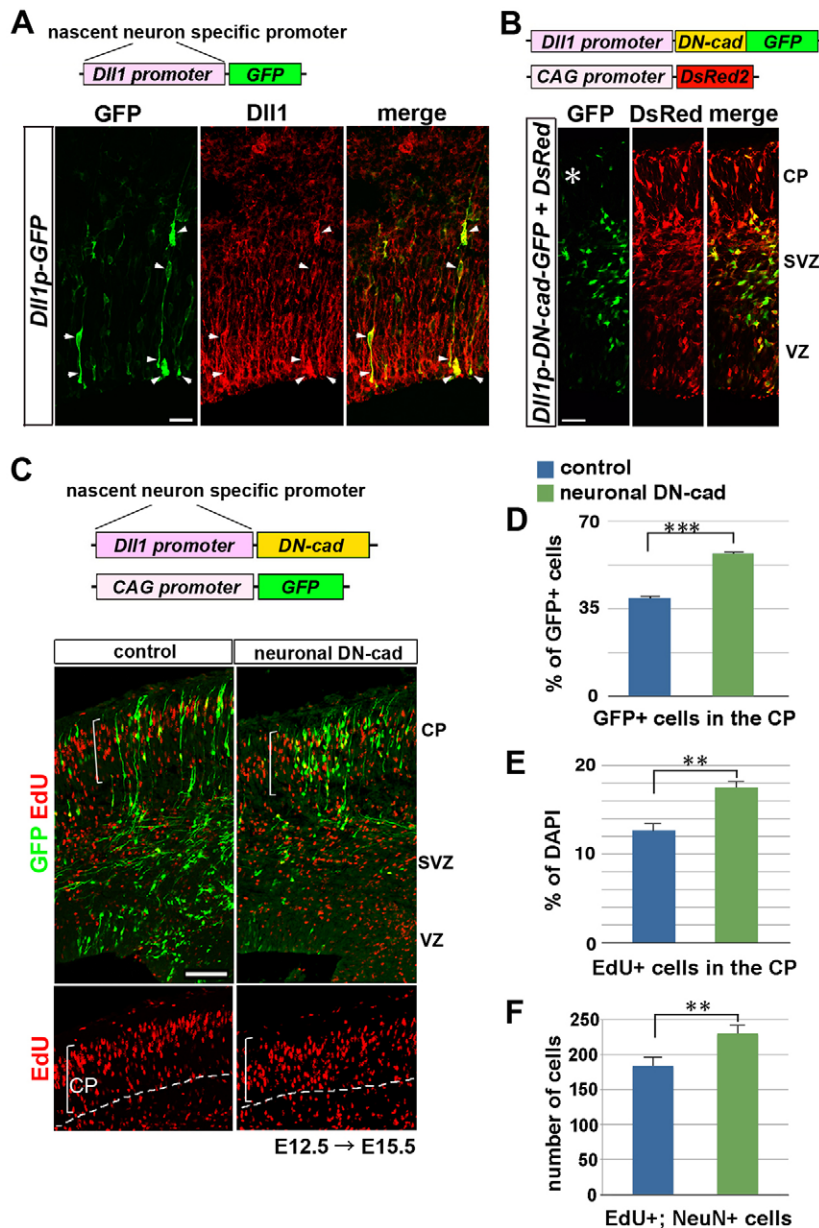 A
nascent neuron specific promoter
Dll1 promoter GFP
GFP Dll1 merge
Dll1p-GFP
B
Dll1 promoter DN-cad GFP
CAG promoter DsRed2
GFP DsRed merge
Dll1p-DN-cad-GFP + DsRed
*
CP
SVZ
VZ
C
nascent neuron specific promoter
Dll1 promoter DN-cad
CAG promoter GFP
control neuronal DN-cad
GFP EdU
CP
SVZ
VZ
EdU
CP
E12.5 → E15.5
control
neuronal DN-cad
D
70
35
0
% of GFP+ cells
***
GFP+ cells in the CP
E
20
16
12
8
4
0
% of DAPI
**
EdU+ cells in the CP
F
250
200
150
100
50
0
number of cells
**
EdU+; NeuN+ cells